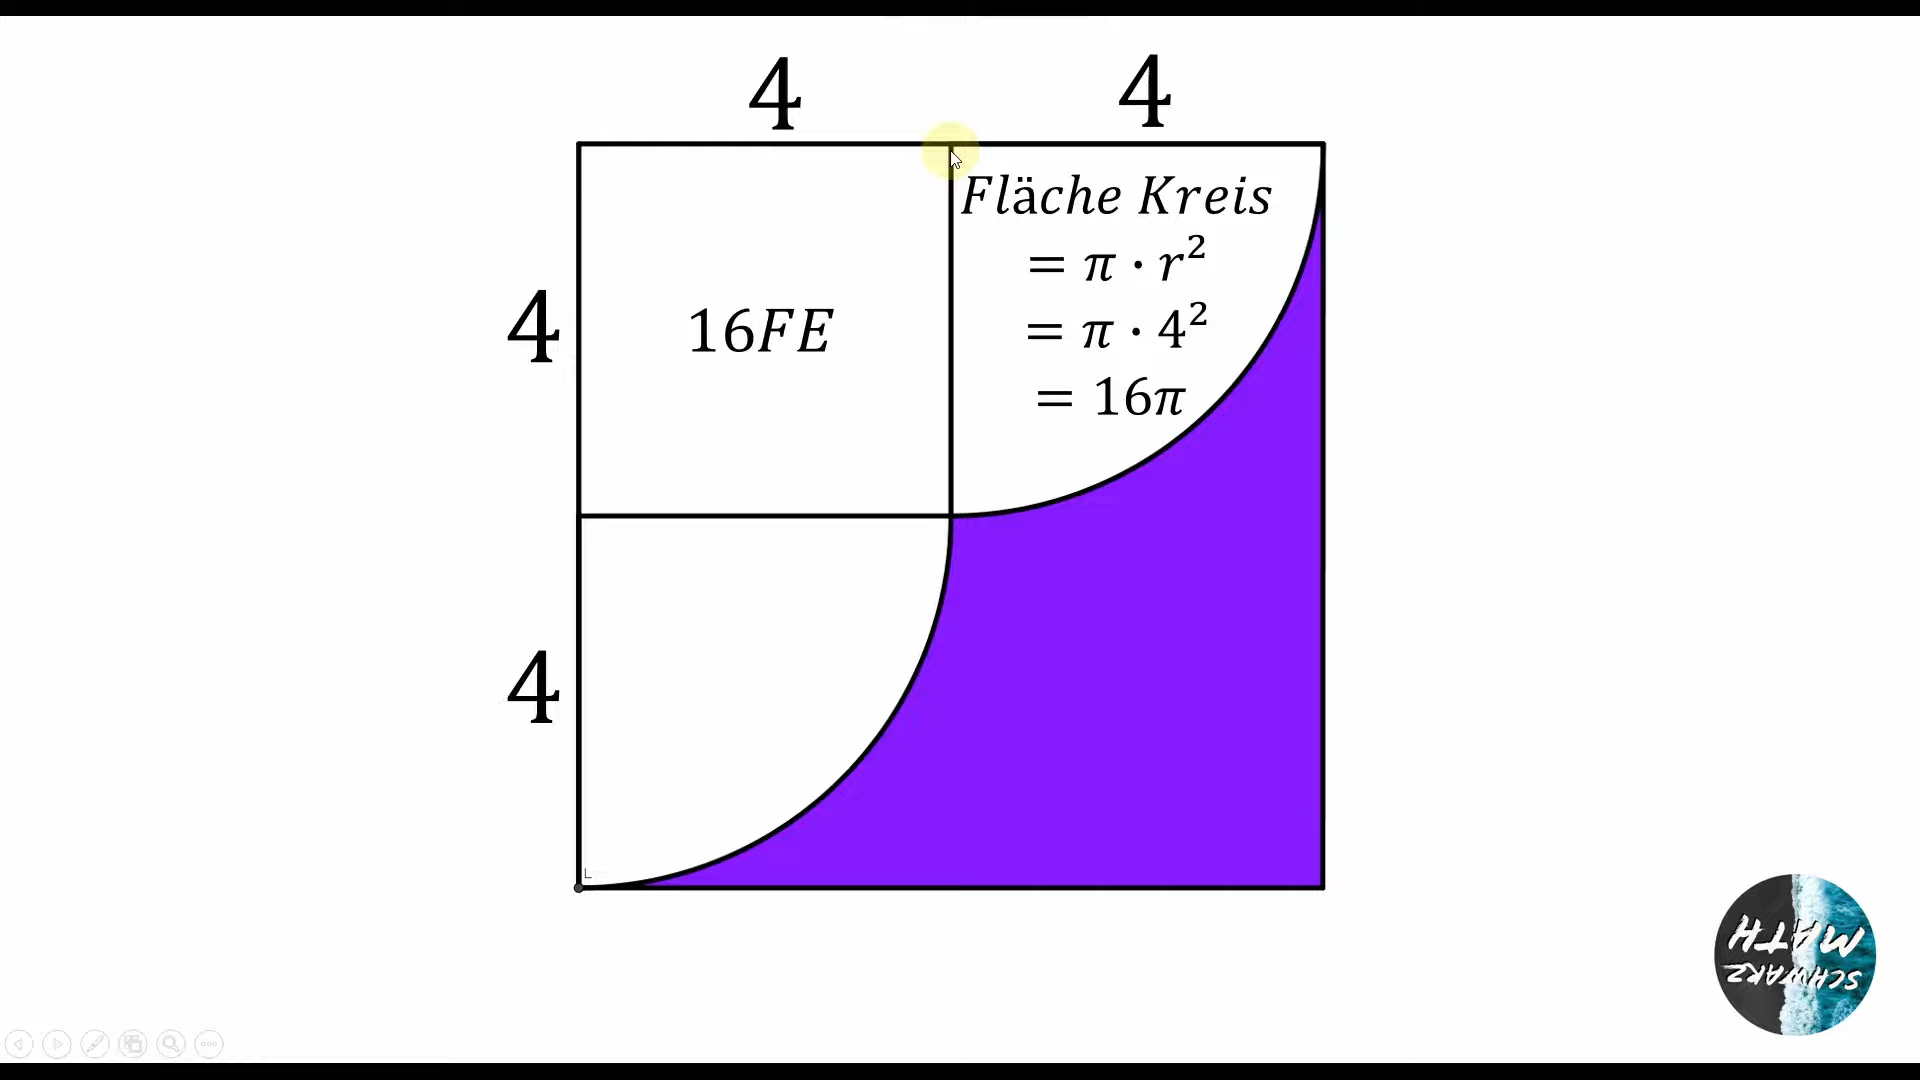 4 4
Fläche Kreis
= π · r²
4 16FE = π · 4²
= 16π
4
MATH
SCHWARZ